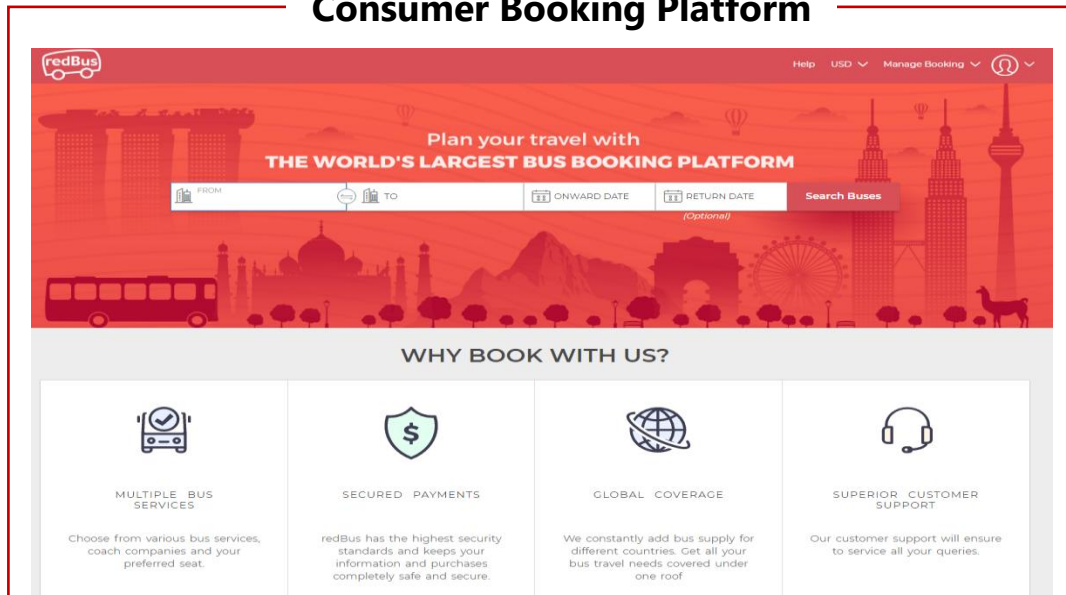 Consumer Booking Platform
redBus
Help USD Manage Booking
Plan your travel with
THE WORLD'S LARGEST BUS BOOKING PLATFORM
FROM
TO
ONWARD DATE
RETURN DATE
Search Buses
(Optional)
WHY BOOK WITH US?
MULTIPLE BUS
SERVICES
Choose from various bus services,
coach companies and your
preferred seat.
SECURED PAYMENTS
redBus has the highest security
standards and keeps your
information and purchases
completely safe and secure.
GLOBAL COVERAGE
We constantly add bus supply for
different countries. Get all your
bus travel needs covered under
one roof
SUPERIOR CUSTOMER
SUPPORT
Our customer support will ensure
to service all your queries.